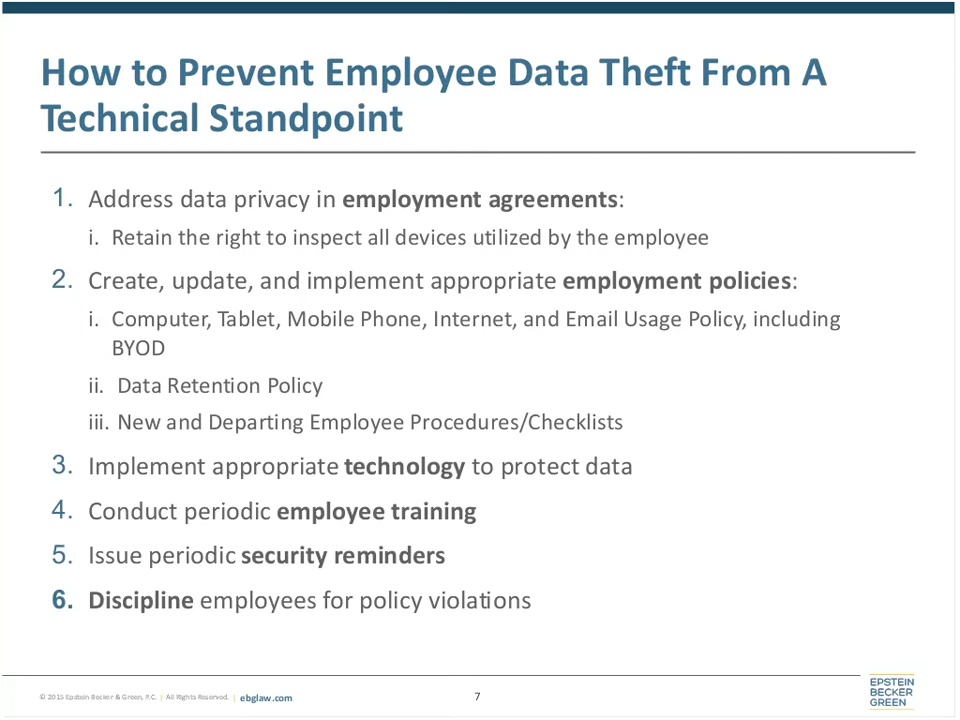 How to Prevent Employee Data Theft From A
Technical Standpoint
1. Address data privacy in employment agreements:
i. Retain the right to inspect all devices utilized by the employee
2. Create, update, and implement appropriate employment policies:
i. Computer, Tablet, Mobile Phone, Internet, and Email Usage Policy, including
BYOD
ii. Data Retention Policy
iii. New and Departing Employee Procedures/Checklists
3. Implement appropriate technology to protect data
4. Conduct periodic employee training
5. Issue periodic security reminders
6. Discipline employees for policy violations
© 2015 Epstein Becker & Green, P.C. | All Rights Reserved. | ebglaw.com
7
EPSTEIN
BECKER
GREEN